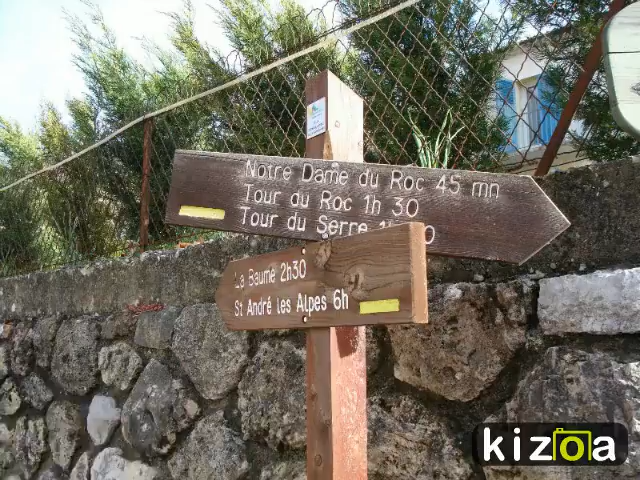 Notre Dame du Roc 45 mn
Tour du Roc 1h 30
Tour du Serre
La Baume 2h30
St André les Alpes 6h
kizoa